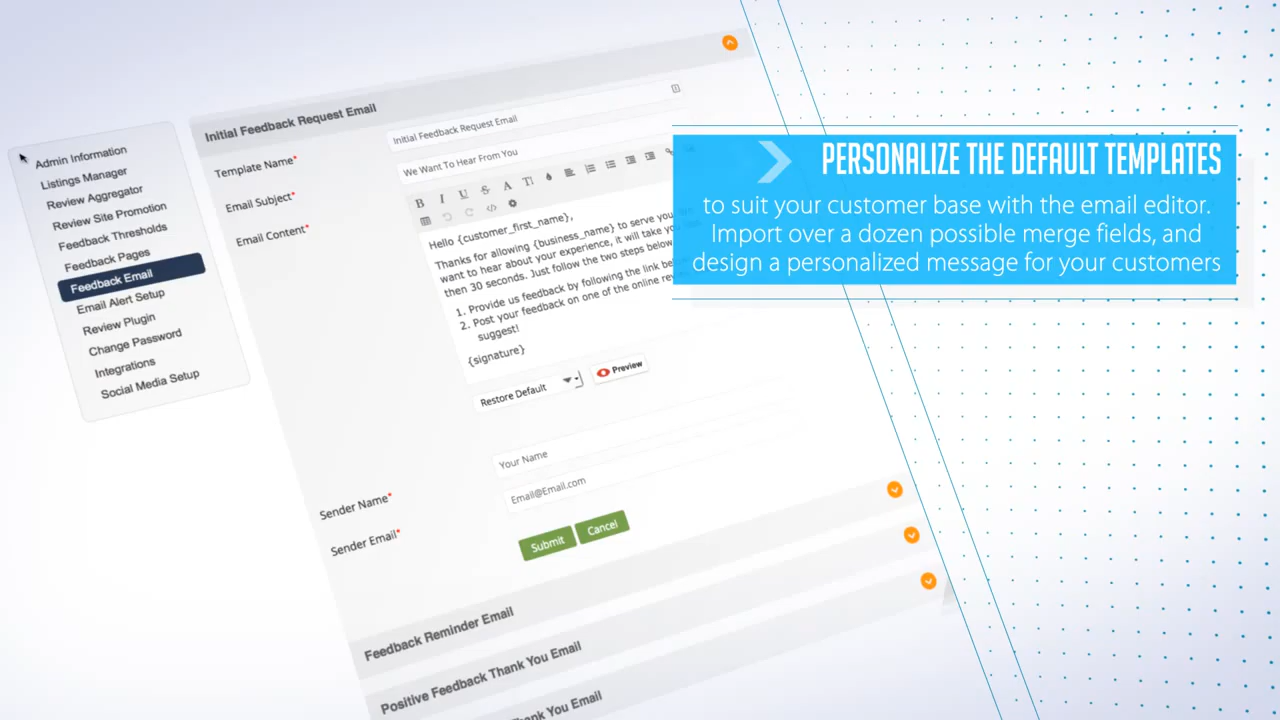 Admin Information
Listings Manager
Review Aggregator
Review Site Promotion
Feedback Thresholds
Feedback Pages
Feedback Email
Email Alert Setup
Review Plugin
Change Password
Integrations
Social Media Setup
Initial Feedback Request Email
Template Name*
Initial Feedback Request Email
Email Subject*
We Want To Hear From You
Email Content*
B I U S A T!
Hello {customer_first_name},
Thanks for allowing {business_name} to serve you
want to hear about your experience, it will take you
then 30 seconds. Just follow the two steps below
1. Provide us feedback by following the link
2. Post your feedback on one of the online
suggest!
{signature}
Restore Default
Preview
Sender Name*
Your Name
Sender Email*
Email@Email.com
Submit
Cancel
Feedback Reminder Email
Positive Feedback Thank You Email
You Email
PERSONALIZE THE DEFAULT TEMPLATES
to suit your customer base with the email editor.
Import over a dozen possible merge fields, and
design a personalized message for your customers